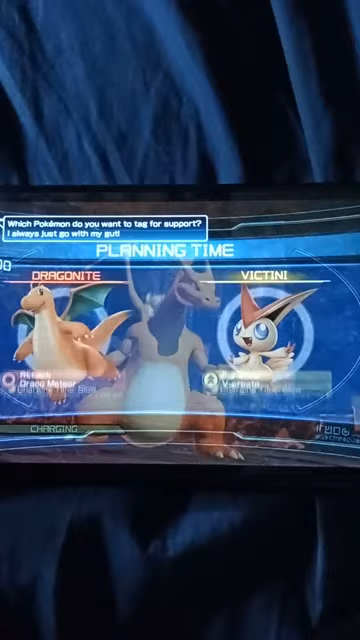 Which Pokémon do you want to tag for support?
I always just go with my gut!
PLANNING TIME
DRAGONITE
VICTINI
Attack
Draco Meteor
V-create
CHARGING